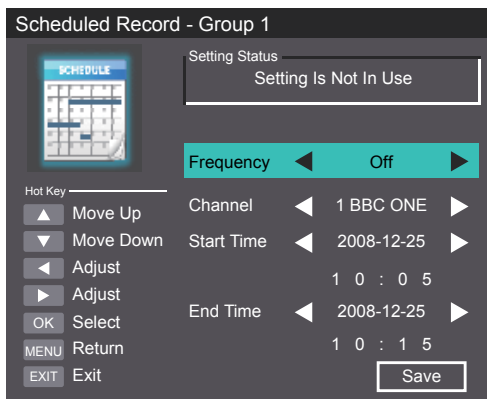 Scheduled Record - Group 1
SCHEDULE
Setting Status
Setting Is Not In Use
Frequency Off
Hot Key
Move Up
Move Down
Adjust
Adjust
OK Select
MENU Return
EXIT Exit
Channel 1 BBC ONE
Start Time 2008-12-25
1 0 : 0 5
End Time 2008-12-25
1 0 : 1 5
Save